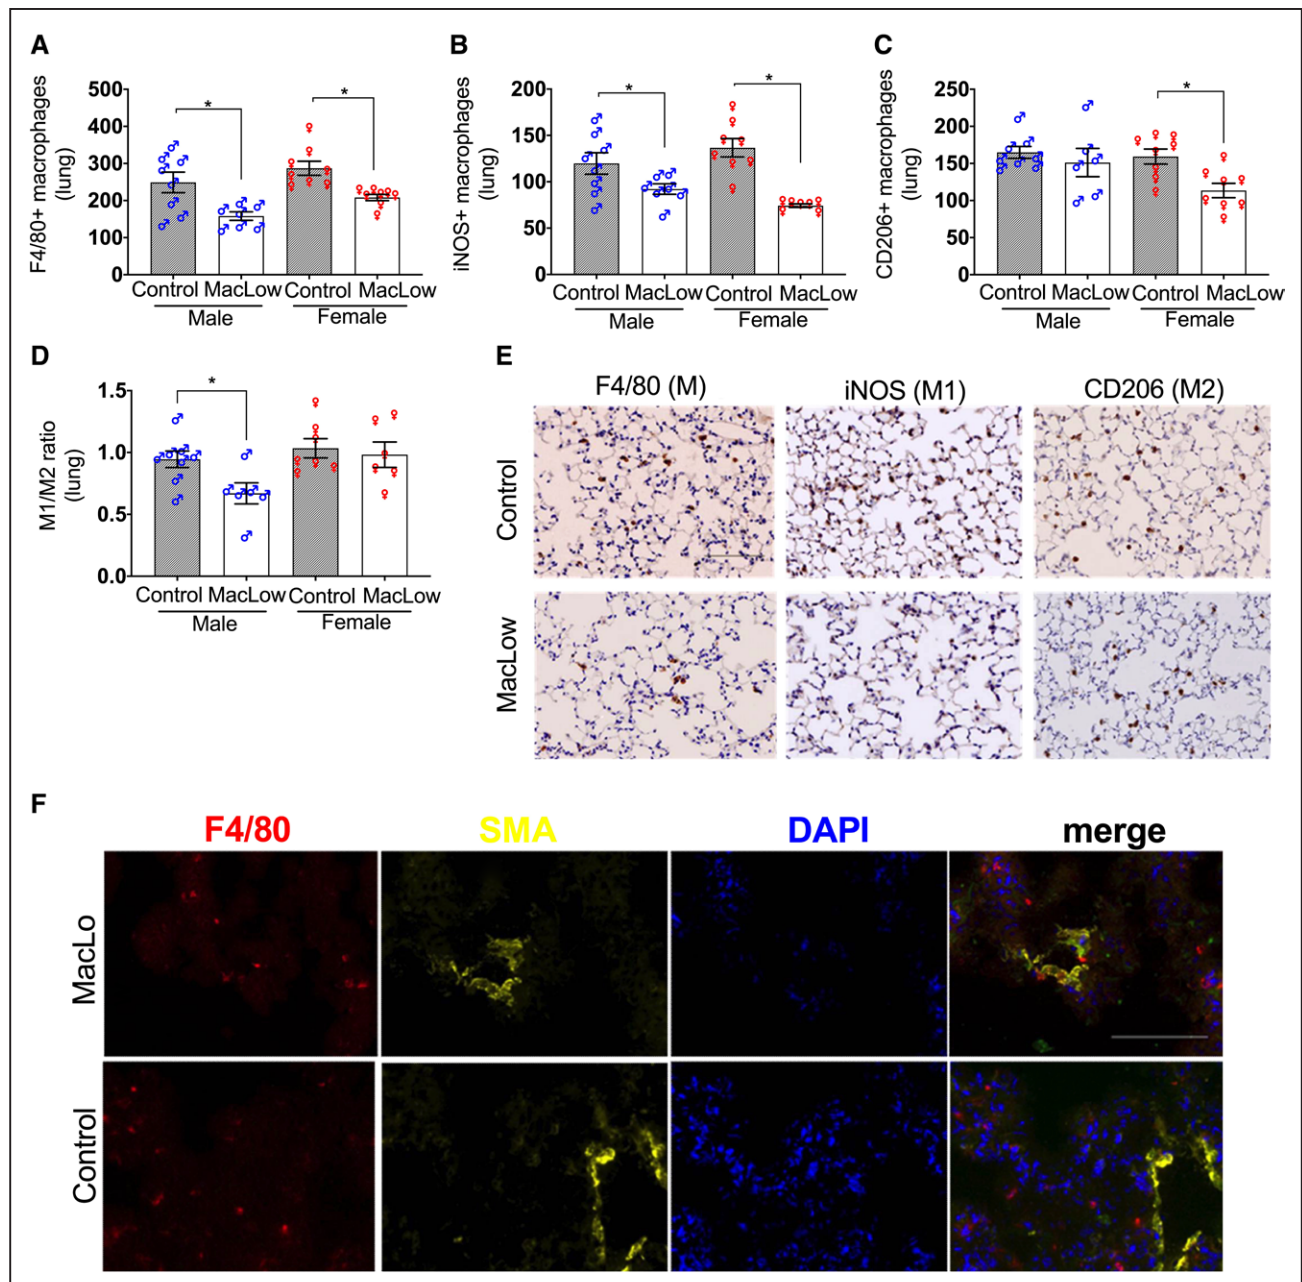 A
B
C
F4/80+ macrophages
(lung)
500
400
300
200
100
0
*
*
Control MacLow Control MacLow
Male
Female
iNOS+ macrophages
(lung)
200
150
100
50
0
*
*
Control MacLow Control MacLow
Male
Female
CD206+ macrophages
(lung)
250
200
150
100
50
0
*
Control MacLow Control MacLow
Male
Female
D
M1/M2 ratio
(lung)
1.5
1.0
0.5
0.0
*
Control MacLow Control MacLow
Male
Female
E
F4/80 (M)
iNOS (M1)
CD206 (M2)
Control
MacLow
F
F4/80
SMA
DAPI
merge
MacLo
Control